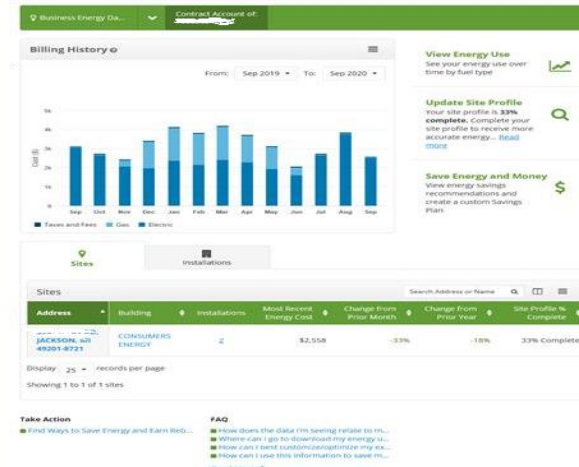 Business Energy Da...
Contract Account of:
Billing History
From: Sep 2019 To: Sep 2020
Cost ($)
5k
4k
3k
2k
1k
0
Sep Oct Nov Dec Jan Feb Mar Apr May Jun Jul Aug Sep
Taxes and Fees Gas Electric
View Energy Use
See your energy use over
time by fuel type
Update Site Profile
Your site profile is 33%
complete. Complete your
site profile to receive more
accurate energy... Read
more
Save Energy and Money
View energy savings
recommendations and
create a custom Savings
Plan
Sites
Installations
Sites
Search Address or Name
Address Building Installations Most Recent Energy Cost Change from Prior Month Change from Prior Year Site Profile % Complete
JACKSON, MI
49201-8721
CONSUMERS
ENERGY
2 $2,558 -33% -18% 33% Complete
Display 25 records per page
Showing 1 to 1 of 1 sites
Take Action
Find Ways to Save Energy and Earn Reb...
FAQ
How does the data I'm seeing relate to m...
Where can I go to download my energy u...
How can I best customize/optimize my ex...
How can I use this information to save m...